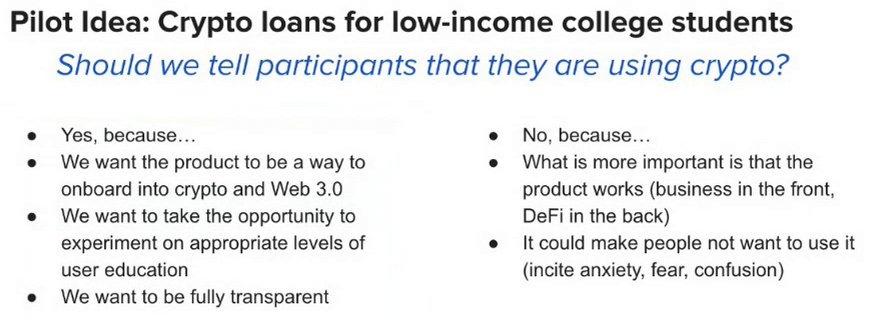 Pilot Idea: Crypto loans for low-income college students
Should we tell participants that they are using crypto?
● Yes, because…
● We want the product to be a way to
onboard into crypto and Web 3.0
● We want to take the opportunity to
experiment on appropriate levels of
user education
● We want to be fully transparent
● No, because…
● What is more important is that the
product works (business in the front,
DeFi in the back)
● It could make people not want to use it
(incite anxiety, fear, confusion)